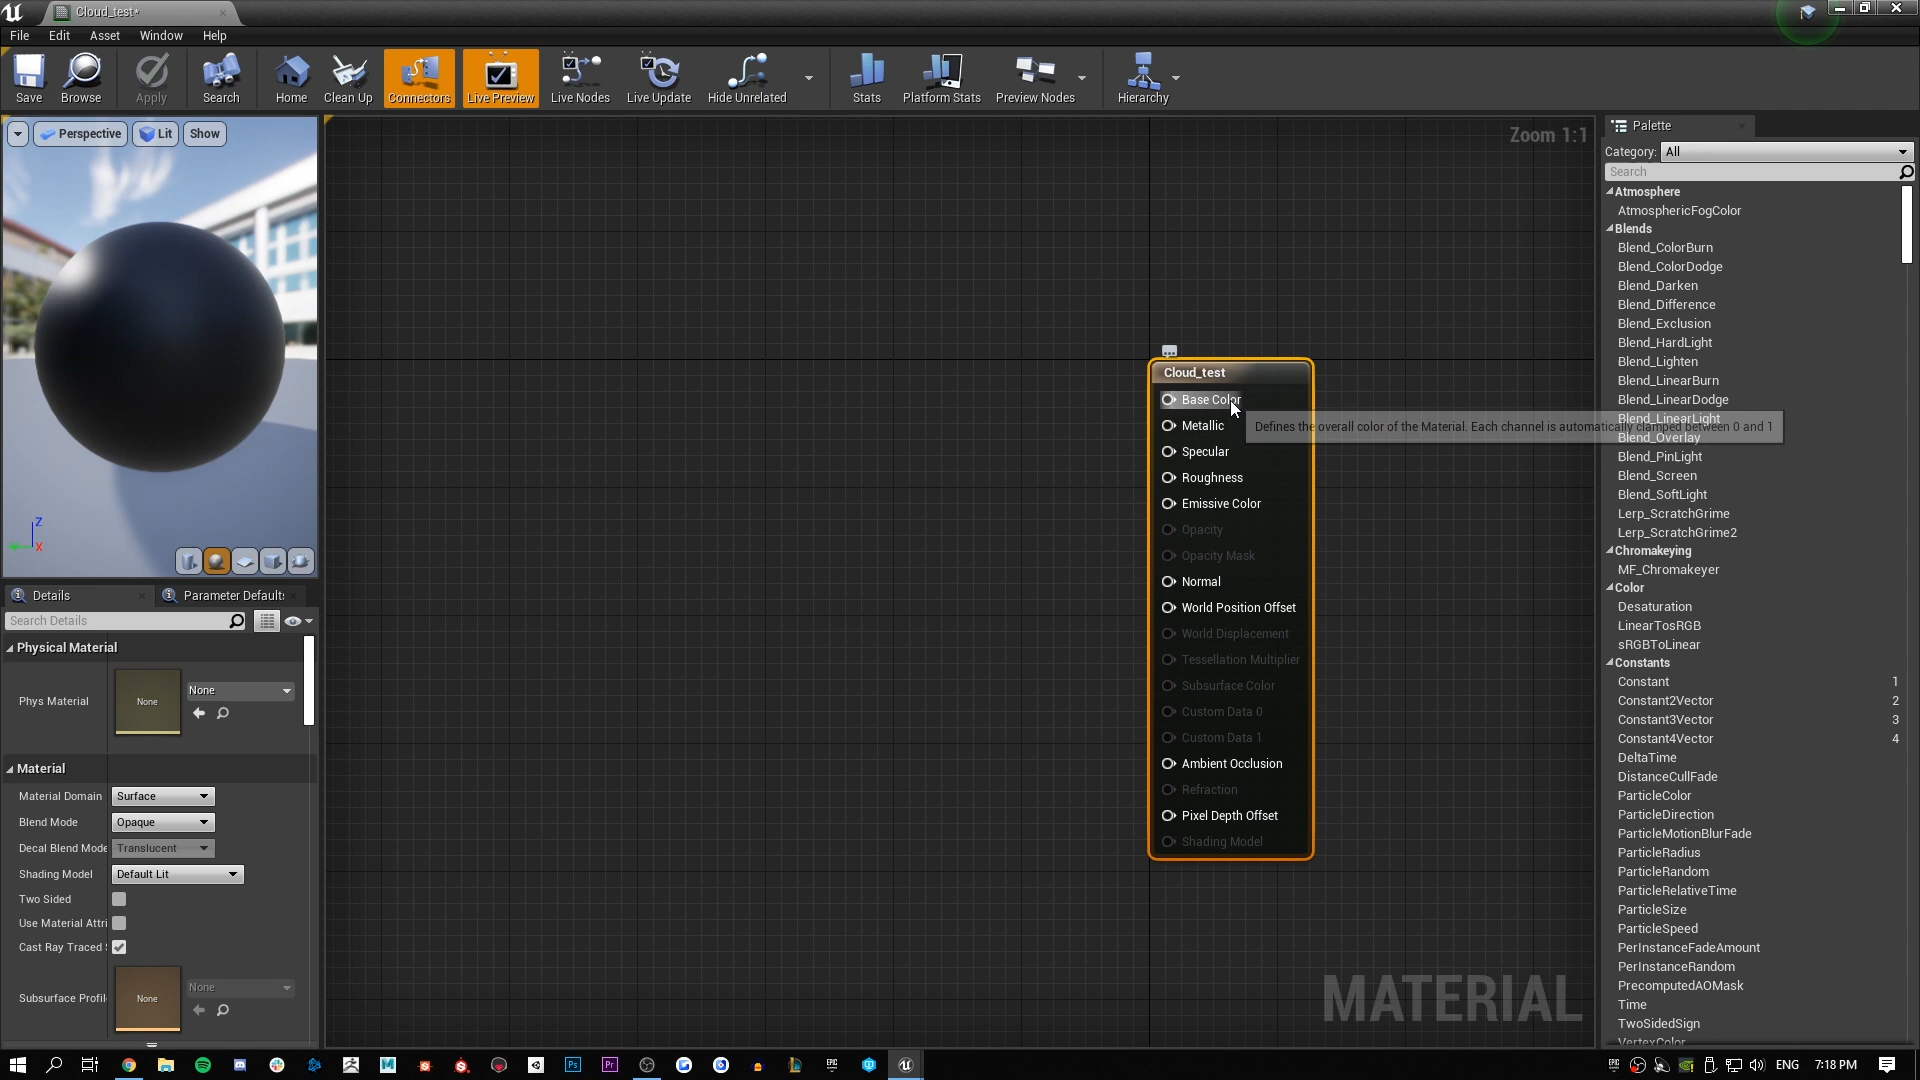 Cloud_test*
File Edit Asset Window Help
Save Browse Apply Search Home Clean Up Connectors Live Preview Live Nodes Live Update Hide Unrelated Stats Platform Stats Preview Nodes Hierarchy
Perspective Lit Show
Zoom 1:1
Z
X
Details
Parameter Defaults
Search Details
Physical Material
Phys Material
None
None
Material
Material Domain Surface
Blend Mode Opaque
Decal Blend Mode Translucent
Shading Model Default Lit
Two Sided
Use Material Attri
Cast Ray Traced
Subsurface Profil
None
None
Cloud_test
Base Color
Metallic
Specular
Roughness
Emissive Color
Opacity
Opacity Mask
Normal
World Position Offset
World Displacement
Tessellation Multiplier
Subsurface Color
Custom Data 0
Custom Data 1
Ambient Occlusion
Refraction
Pixel Depth Offset
Shading Model
Defines the overall color of the Material. Each channel is automatically clamped between 0 and 1
MATERIAL
Palette
Category: All
Search
Atmosphere
AtmosphericFogColor
Blends
Blend_ColorBurn
Blend_ColorDodge
Blend_Darken
Blend_Difference
Blend_Exclusion
Blend_HardLight
Blend_Lighten
Blend_LinearBurn
Blend_LinearDodge
Blend_LinearLight
Blend_Overlay
Blend_PinLight
Blend_Screen
Blend_SoftLight
Lerp_ScratchGrime
Lerp_ScratchGrime2
Chromakeying
MF_Chromakeyer
Color
Desaturation
LinearTosRGB
sRGBToLinear
Constants
Constant 1
Constant2Vector 2
Constant3Vector 3
Constant4Vector 4
DeltaTime
DistanceCullFade
ParticleColor
ParticleDirection
ParticleMotionBlurFade
ParticleRadius
ParticleRandom
ParticleRelativeTime
ParticleSize
ParticleSpeed
PerInstanceFadeAmount
PerInstanceRandom
PrecomputedAOMask
Time
TwoSidedSign
VertexColor
Ps
Pr
ENG 7:18 PM